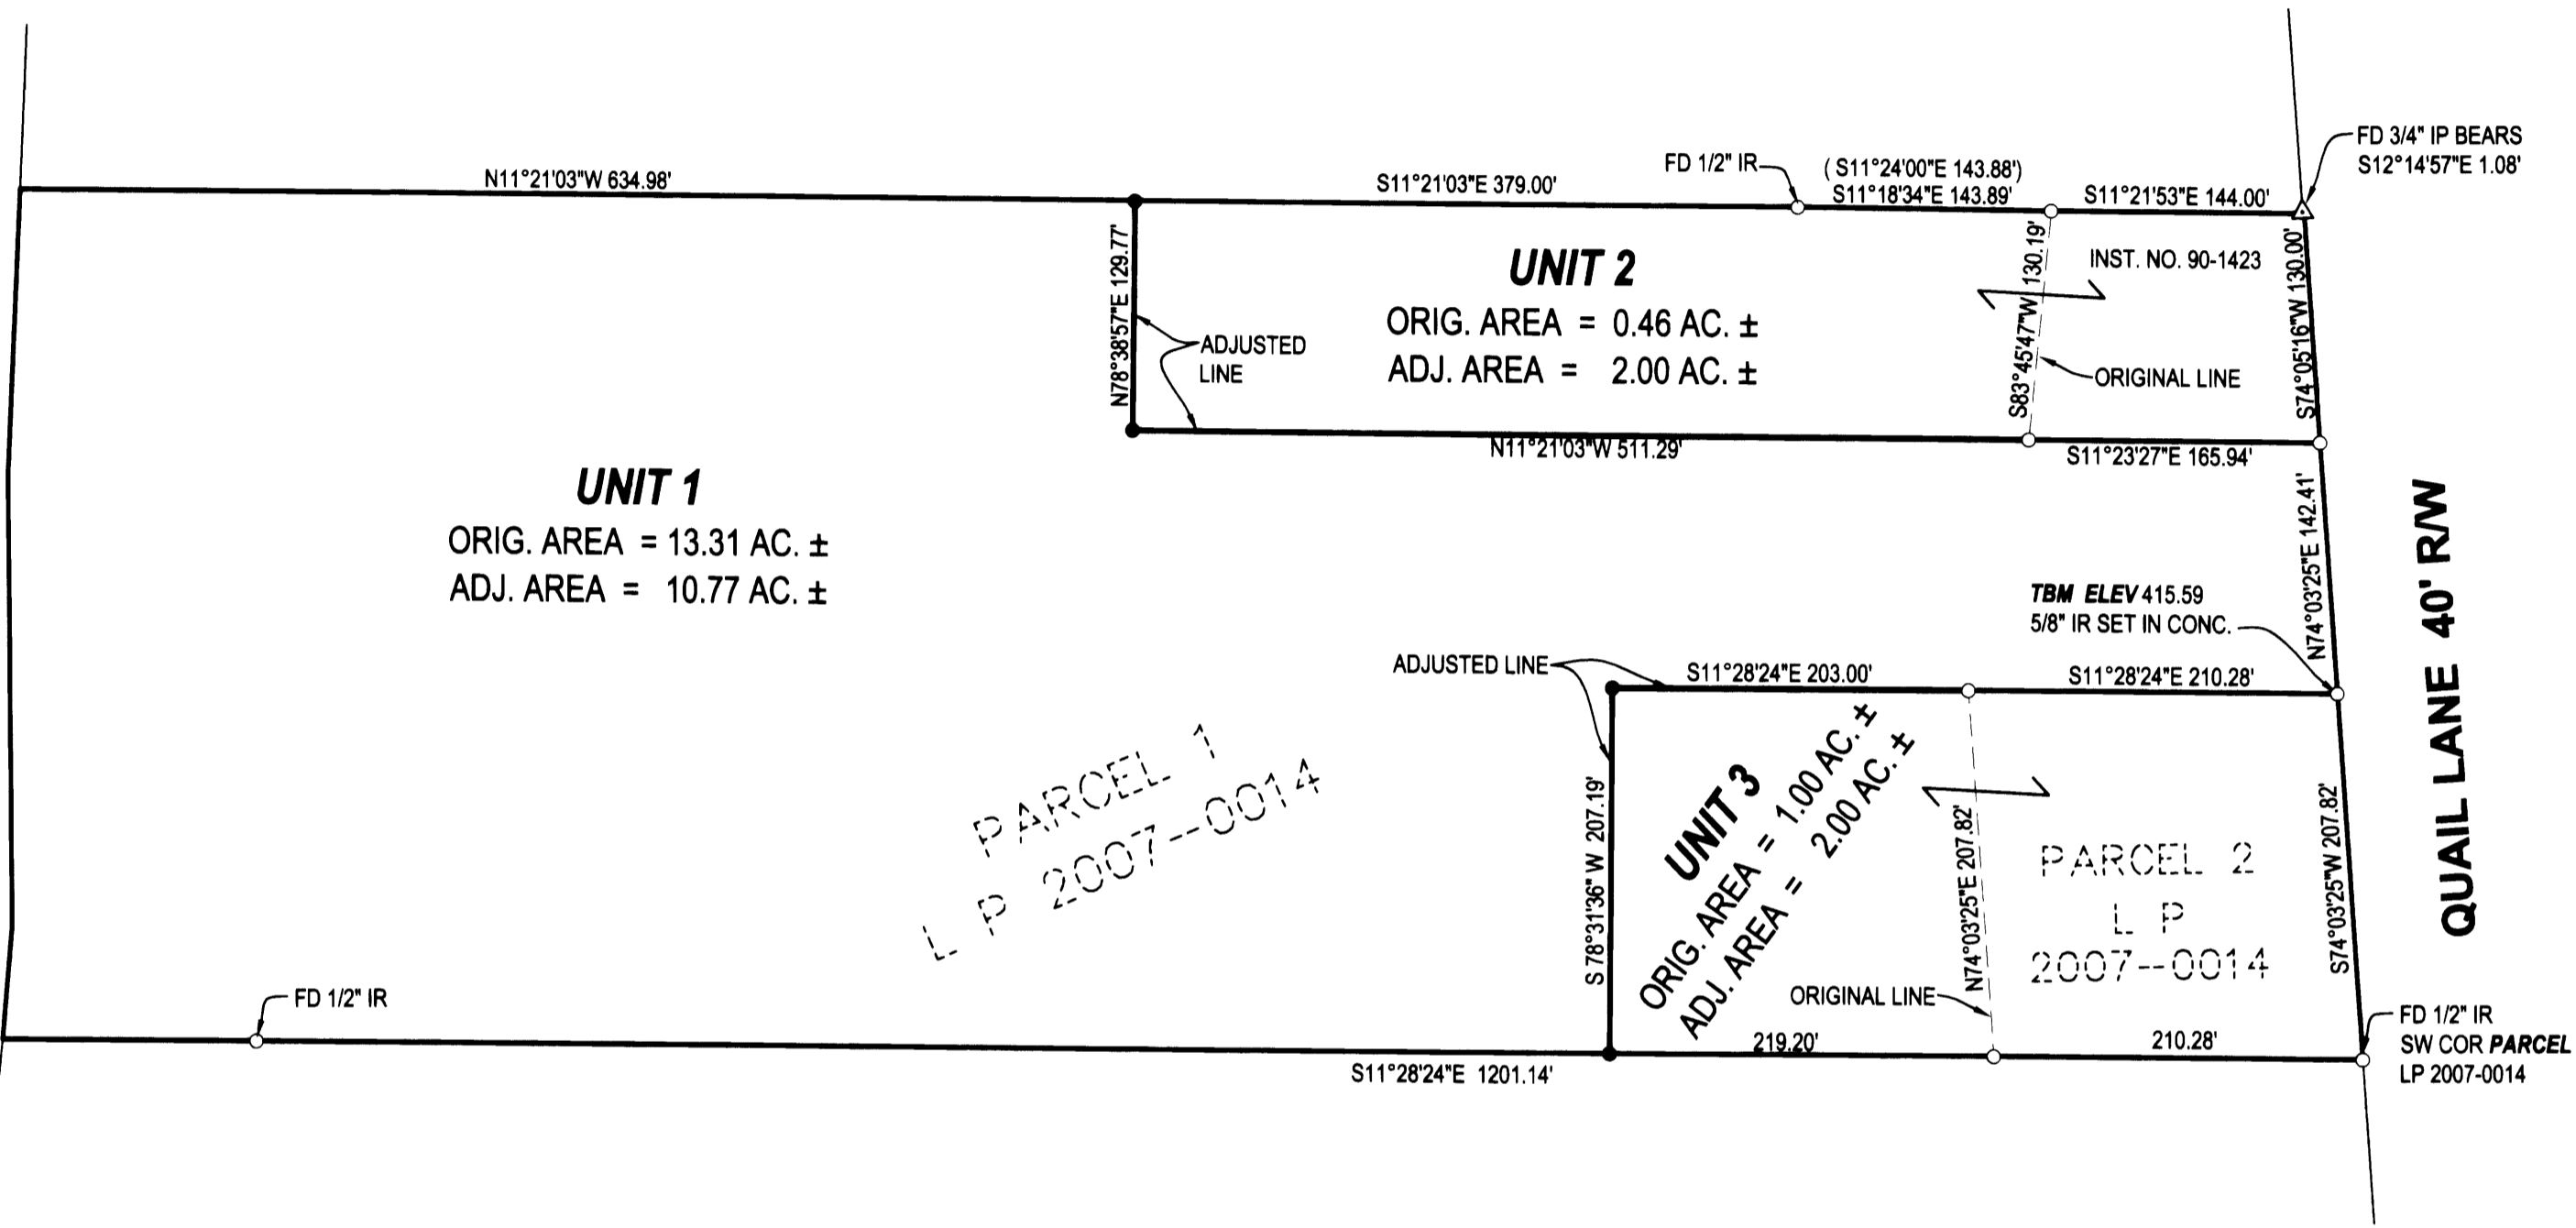 N11°21'03"W 634.98'
S11°21'03"E 379.00'
FD 1/2" IR
( S11°24'00"E 143.88')
S11°18'34"E 143.89'
S11°21'53"E 144.00'
FD 3/4" IP BEARS
S12°14'57"E 1.08'
N78°38'57"E 129.77'
ADJUSTED
LINE
UNIT 2
ORIG. AREA = 0.46 AC. ±
ADJ. AREA = 2.00 AC. ±
S83°45'47"W 130.19'
INST. NO. 90-1423
ORIGINAL LINE
S74°05'16"W 130.00'
N11°21'03"W 511.29'
S11°23'27"E 165.94'
UNIT 1
ORIG. AREA = 13.31 AC. ±
ADJ. AREA = 10.77 AC. ±
N74°03'25"E 142.41'
QUAIL LANE 40' R/W
TBM ELEV 415.59
5/8" IR SET IN CONC.
ADJUSTED LINE
S11°28'24"E 203.00'
S11°28'24"E 210.28'
PARCEL 1
L P 2007--0014
S 78°31'36" W 207.19'
UNIT 3
ORIG. AREA = 1.00 AC. ±
ADJ. AREA = 2.00 AC. ±
N74°03'25"E 207.82'
PARCEL 2
L P
2007--0014
S74°03'25"W 207.82'
ORIGINAL LINE
FD 1/2" IR
219.20'
210.28'
FD 1/2" IR
SW COR PARCEL
LP 2007-0014
S11°28'24"E 1201.14'